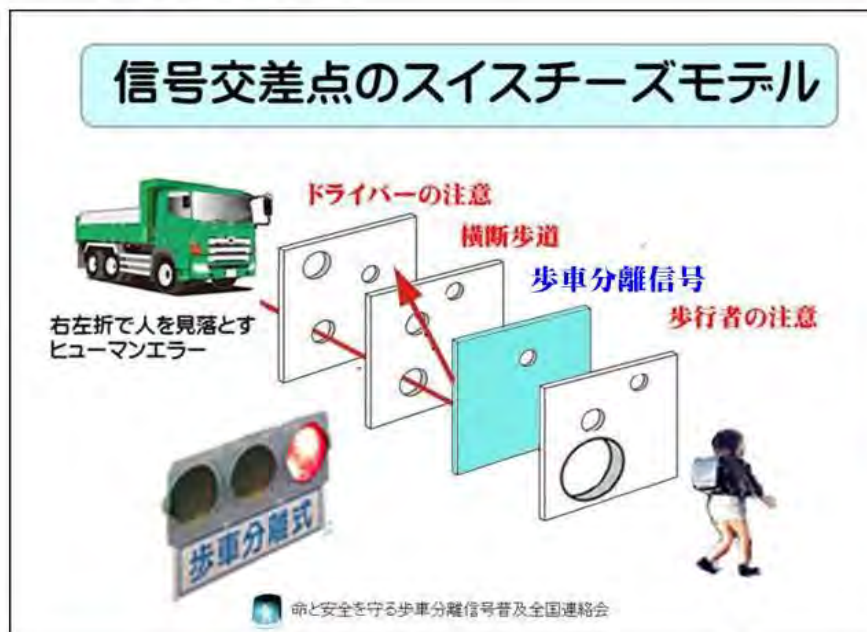 信号交差点のスイスチーズモデル
ドライバーの注意
横断歩道
歩車分離信号
歩行者の注意
右左折で人を見落とす
ヒューマンエラー
歩車分離式
命と安全を守る歩車分離信号普及全国連絡会